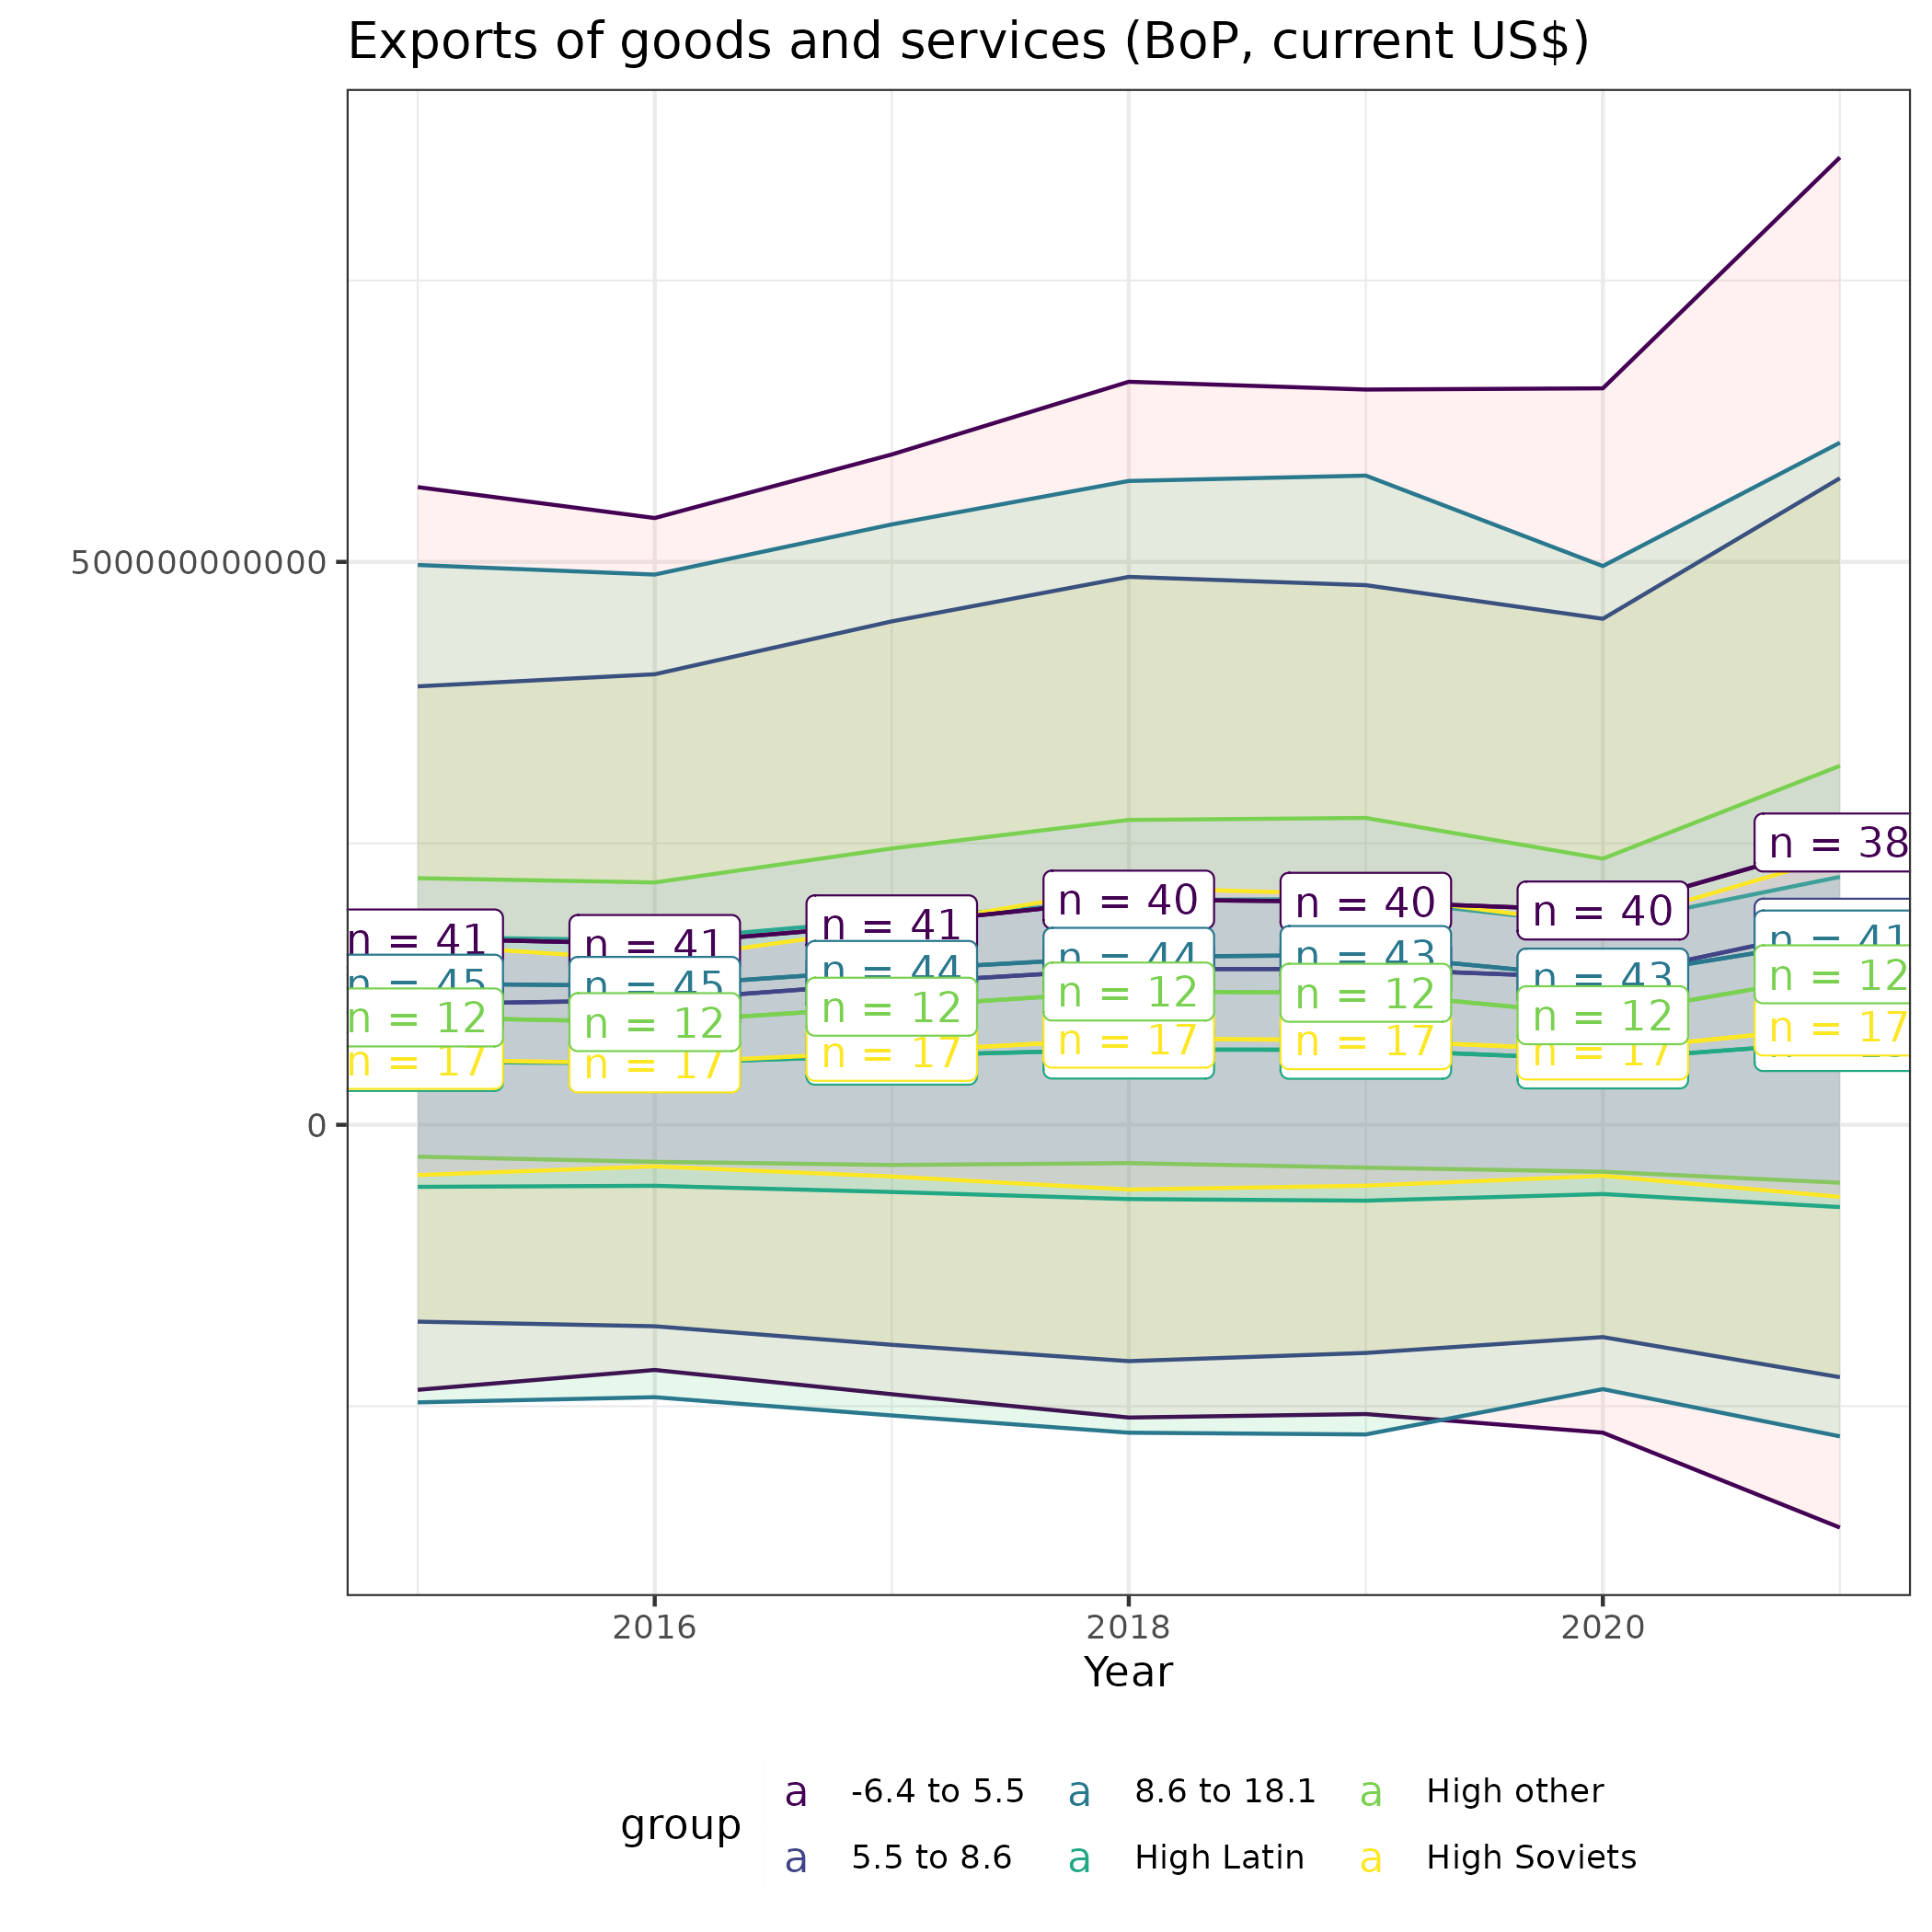 Exports of goods and services (BoP, current US$)
500000000000
0
n = 41
n = 45
n = 12
n = 17
n = 41
n = 45
n = 12
n = 17
n = 41
n = 44
n = 12
n = 17
n = 40
n = 44
n = 12
n = 17
n = 40
n = 43
n = 12
n = 17
n = 40
n = 43
n = 12
n = 17
n = 38
n = 41
n = 12
n = 17
2016
2018
2020
Year
group
a -6.4 to 5.5 a 8.6 to 18.1 a High other
a 5.5 to 8.6 a High Latin a High Soviets